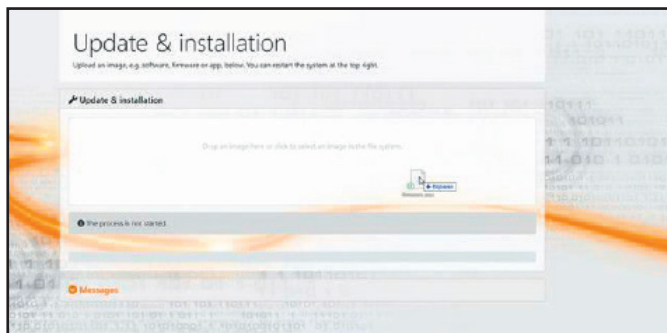 Update & installation
Upload an image, e.g. software, firmware or app, below. You can restart the system at the top right.
Update & installation
Drop an image here or click to select an image in the file system.
The process is not started.
Messages